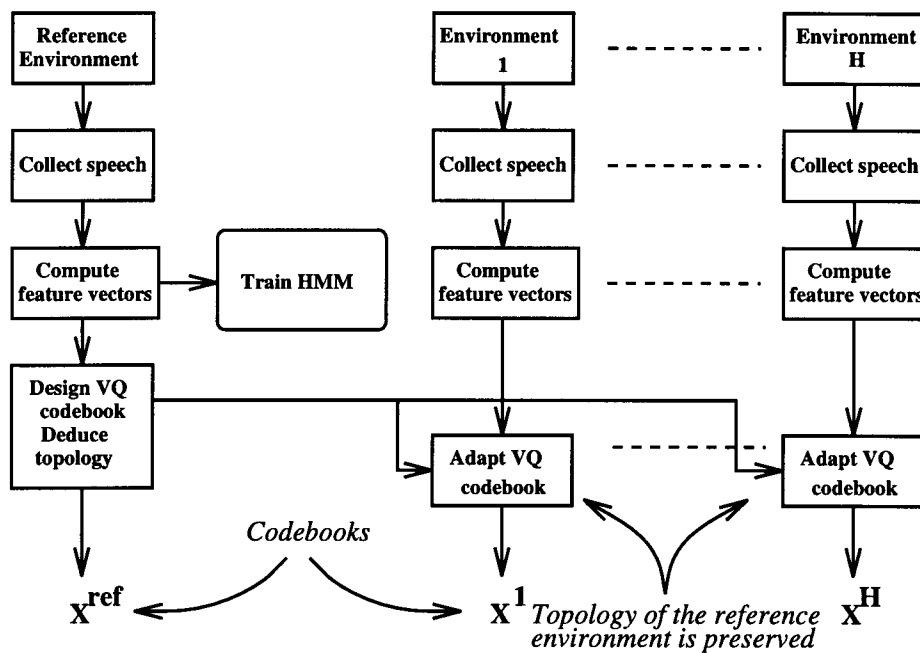 Reference
Environment
Environment
1
Environment
H
Collect speech
Collect speech
Collect speech
Compute
feature vectors
Train HMM
Compute
feature vectors
Compute
feature vectors
Design VQ
codebook
Deduce
topology
Adapt VQ
codebook
Adapt VQ
codebook
Codebooks
X^ref
X^1
X^H
Topology of the reference
environment is preserved